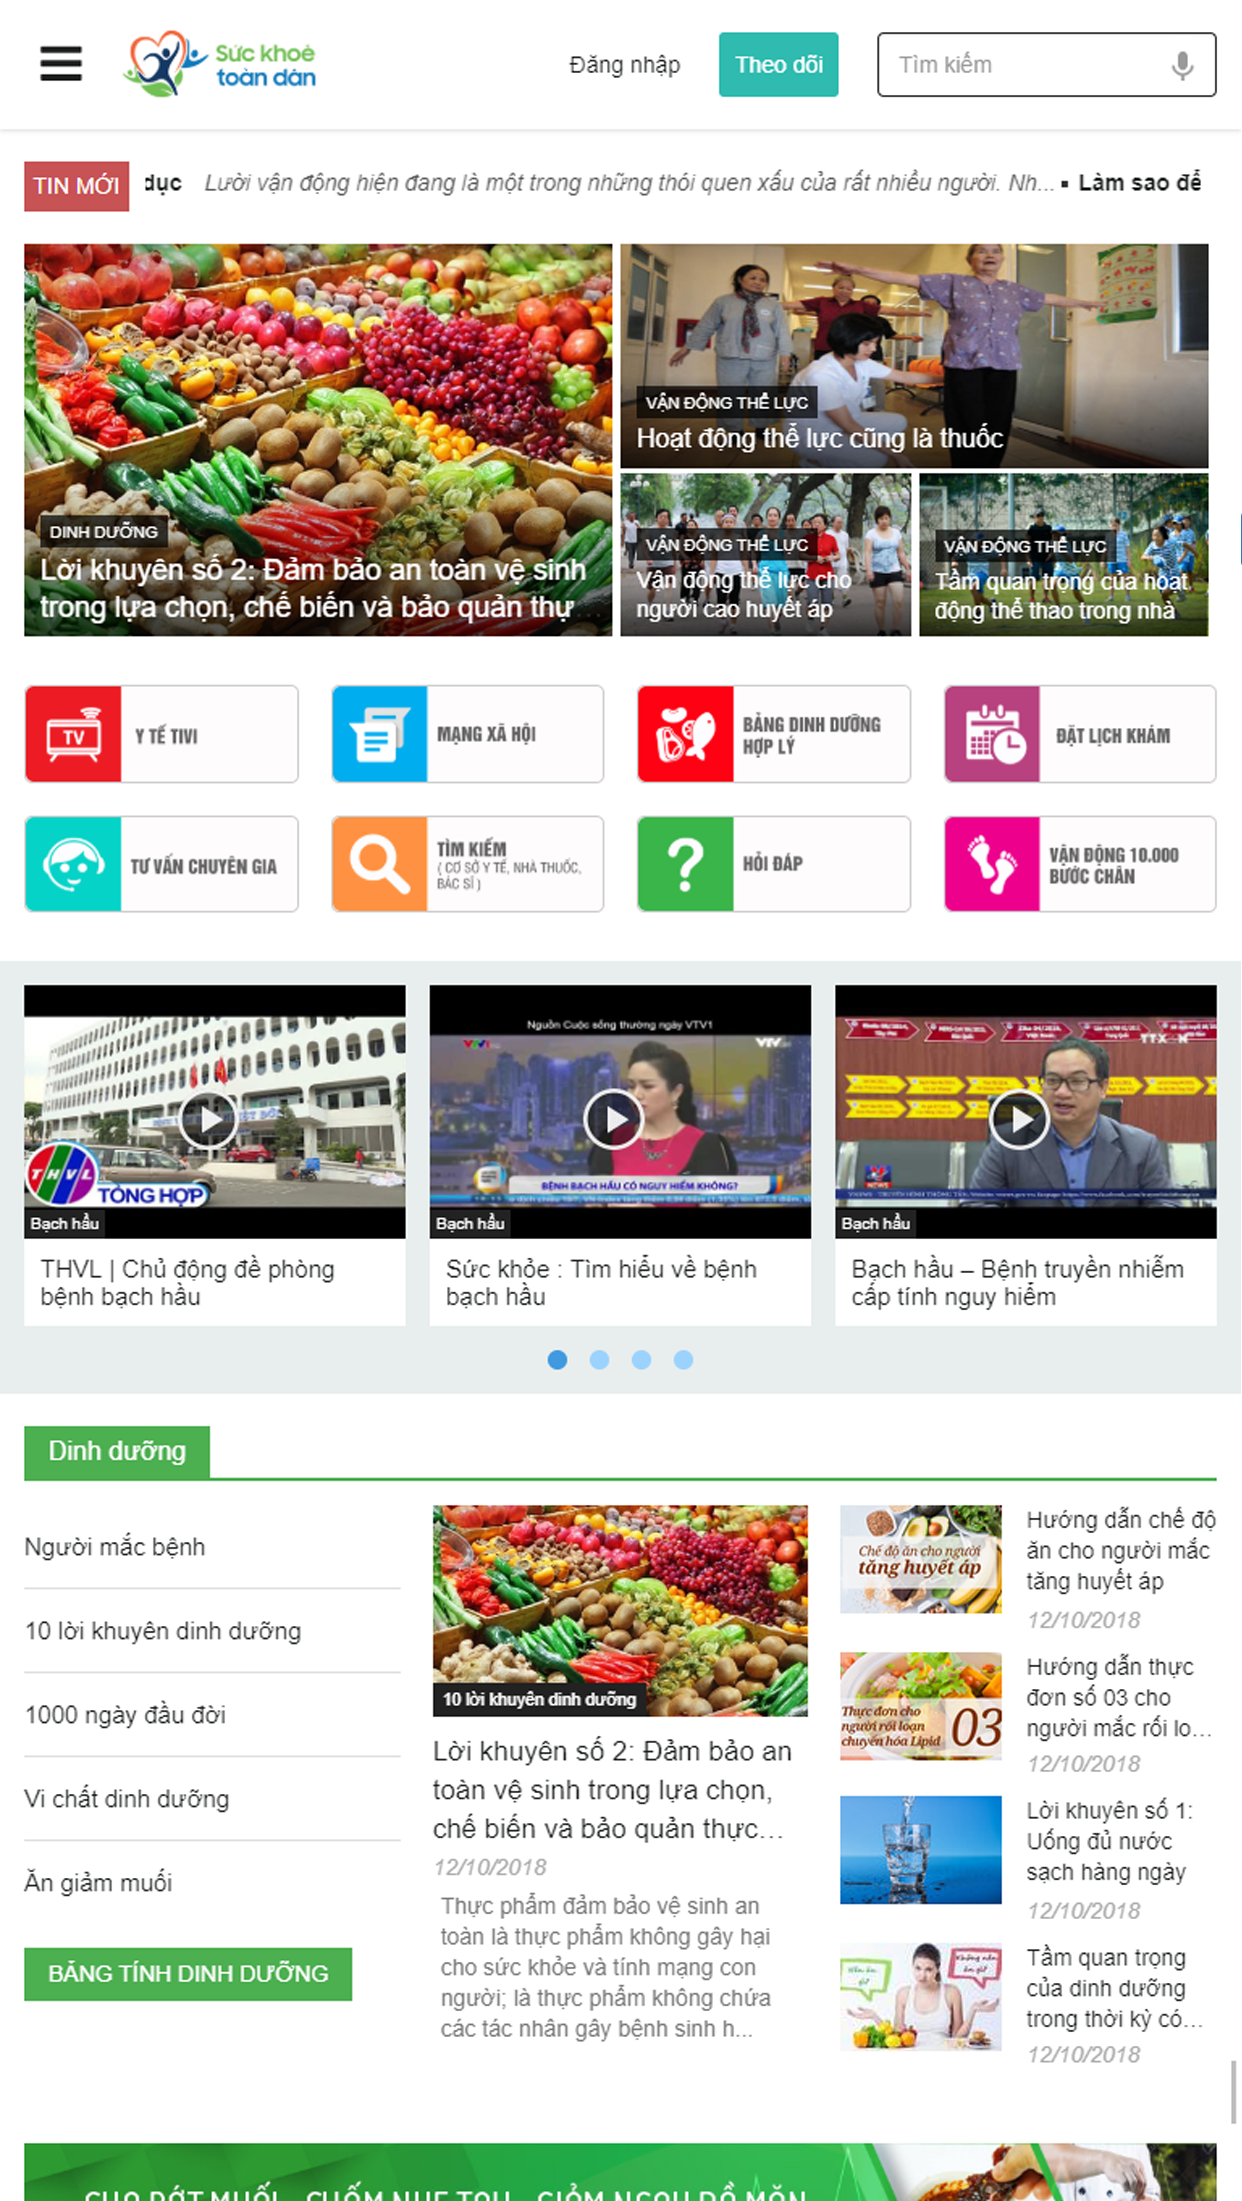 Sức khoẻ
toàn dân
Đăng nhập
Theo dõi
Tìm kiếm
TIN MỚI
dục Lười vận động hiện đang là một trong những thói quen xấu của rất nhiều người. Nh... ▪ Làm sao để
DINH DƯỠNG
Lời khuyên số 2: Đảm bảo an toàn vệ sinh
trong lựa chọn, chế biến và bảo quản thự
VẬN ĐỘNG THỂ LỰC
Hoạt động thể lực cũng là thuốc
VẬN ĐỘNG THỂ LỰC
Vận động thể lực cho
người cao huyết áp
VẬN ĐỘNG THỂ LỰC
Tầm quan trọng của hoạt
động thể thao trong nhà
TV
Y TẾ TIVI
MẠNG XÃ HỘI
BẢNG DINH DƯỠNG
HỢP LÝ
ĐẶT LỊCH KHÁM
TƯ VẤN CHUYÊN GIA
TÌM KIẾM
( CƠ SỞ Y TẾ, NHÀ THUỐC,
BÁC SĨ )
?
HỎI ĐÁP
VẬN ĐỘNG 10.000
BƯỚC CHÂN
THVL
TỔNG HỢP
Bạch hầu
THVL | Chủ động đề phòng
bệnh bạch hầu
Nguồn Cuộc sống thường ngày VTV1
VTV1
VTV
BỆNH BẠCH HẦU CÓ NGUY HIỂM KHÔNG?
Bạch hầu
Sức khỏe : Tìm hiểu về bệnh
bạch hầu
NEWS
Bạch hầu
Bạch hầu – Bệnh truyền nhiễm
cấp tính nguy hiểm
Dinh dưỡng
Người mắc bệnh
10 lời khuyên dinh dưỡng
1000 ngày đầu đời
Vi chất dinh dưỡng
Ăn giảm muối
BẢNG TÍNH DINH DƯỠNG
10 lời khuyên dinh dưỡng
Lời khuyên số 2: Đảm bảo an
toàn vệ sinh trong lựa chọn,
chế biến và bảo quản thực...
12/10/2018
Thực phẩm đảm bảo vệ sinh an
toàn là thực phẩm không gây hại
cho sức khỏe và tính mạng con
người; là thực phẩm không chứa
các tác nhân gây bệnh sinh h...
Chế độ ăn cho người
tăng huyết áp
Hướng dẫn chế độ
ăn cho người mắc
tăng huyết áp
12/10/2018
Thực đơn cho
người rối loạn
chuyển hóa Lipid
03
Hướng dẫn thực
đơn số 03 cho
người mắc rối lo...
12/10/2018
Lời khuyên số 1:
Uống đủ nước
sạch hàng ngày
12/10/2018
Tầm quan trọng
của dinh dưỡng
trong thời kỳ có...
12/10/2018
CHO BỚT MUỐI CHẤM NHẸ TAY GIẢM NGAY ĐỒ MẶN